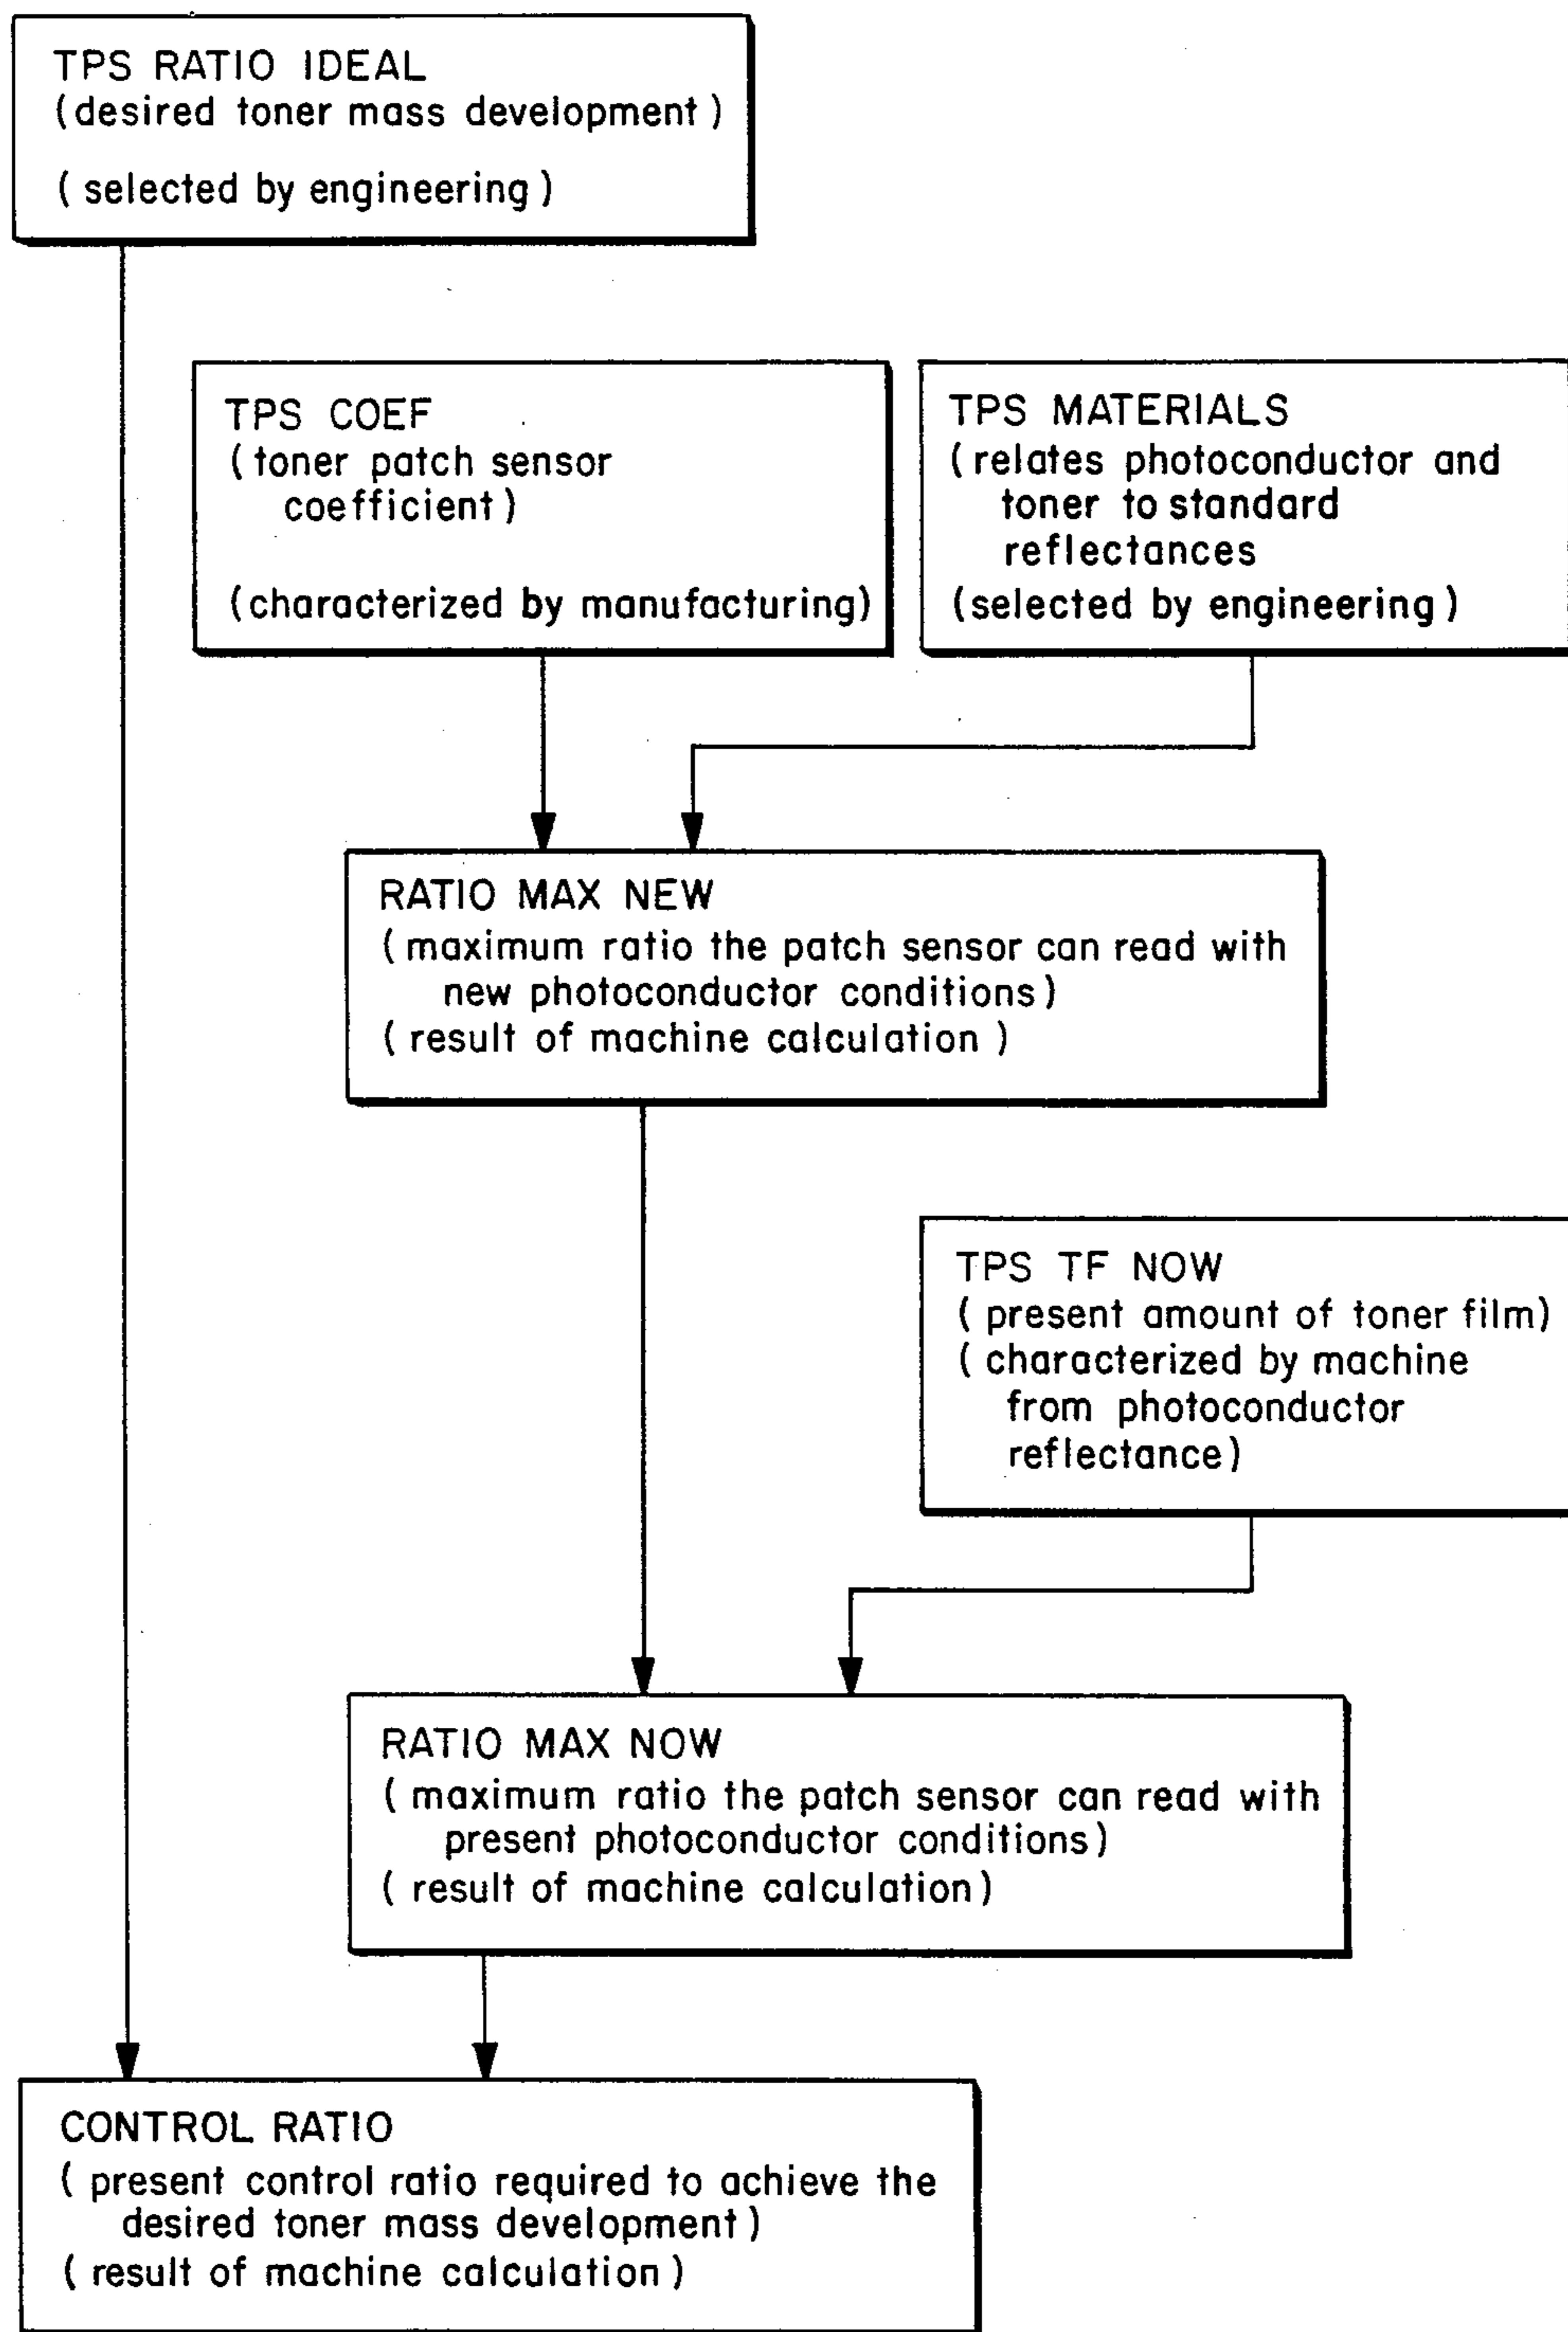 TPS RATIO IDEAL
(desired toner mass development)
(selected by engineering)
TPS COEF
(toner patch sensor
coefficient)
(characterized by manufacturing)
TPS MATERIALS
(relates photoconductor and
toner to standard
reflectances
(selected by engineering)
RATIO MAX NEW
(maximum ratio the patch sensor can read with
new photoconductor conditions)
(result of machine calculation)
TPS TF NOW
(present amount of toner film)
(characterized by machine
from photoconductor
reflectance)
RATIO MAX NOW
(maximum ratio the patch sensor can read with
present photoconductor conditions)
(result of machine calculation)
CONTROL RATIO
(present control ratio required to achieve the
desired toner mass development)
(result of machine calculation)